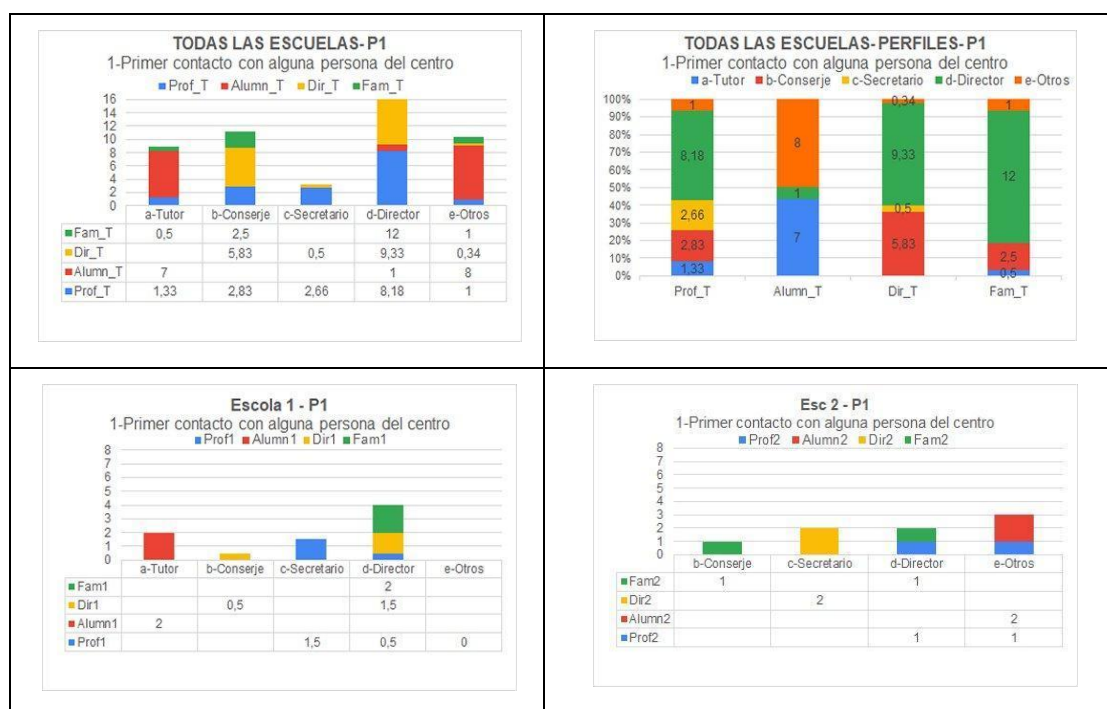 TODAS LAS ESCUELAS- P1
1-Primer contacto con alguna persona del centro
Prof_T Alumn_T Dir_T Fam_T
16
14
12
10
8
6
4
2
0
a-Tutor b-Conserje c-Secretario d-Director e-Otros
Fam_T 0,5 2,5 12 1
Dir_T 5,83 0,5 9,33 0,34
Alumn_T 7 1 8
Prof_T 1,33 2,83 2,66 8,18 1
TODAS LAS ESCUELAS- PERFILES- P1
1-Primer contacto con alguna persona del centro
a-Tutor b-Conserje c-Secretario d-Director e-Otros
100%
90%
80%
70%
60%
50%
40%
30%
20%
10%
0%
1 0,34 1
8,18 8 9,33 12
2,66 1 0,5
2,83 7 5,83 2,5
1,33 0,5
Prof_T Alumn_T Dir_T Fam_T
Escola 1 - P1
1-Primer contacto con alguna persona del centro
Prof1 Alumn1 Dir1 Fam1
8
7
6
5
4
3
2
1
0
a-Tutor b-Conserje c-Secretario d-Director e-Otros
Fam1 2
Dir1 0,5 1,5
Alumn1 2
Prof1 1,5 0,5 0
Esc 2 - P1
1-Primer contacto con alguna persona del centro
Prof2 Alumn2 Dir2 Fam2
8
7
6
5
4
3
2
1
0
b-Conserje c-Secretario d-Director e-Otros
Fam2 1 1
Dir2 2
Alumn2 2
Prof2 1 1